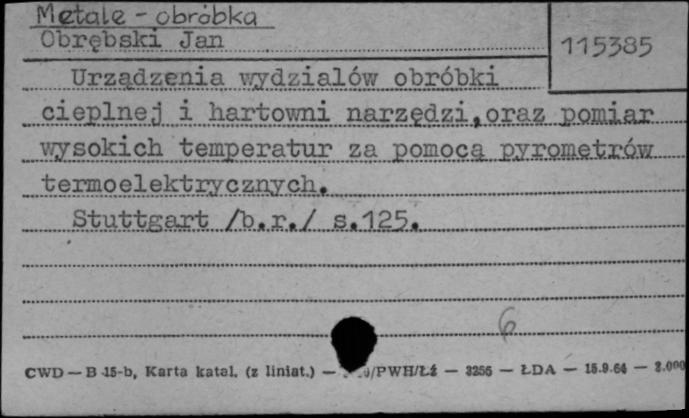 Metale - obróbka
Obrębski Jan
115385
Urządzenia wydziałów obróbki
cieplnej i hartowni narzędzi,oraz pomiar
wysokich temperatur za pomocą pyrometrów
termoelektrycznych.
Stuttgart /b.r./ s.125.
6
CWD — B 15-b, Karta katal. (z liniat.) — /PWH/Łź — 3256 — ŁDA — 15.9.64 — 2.000